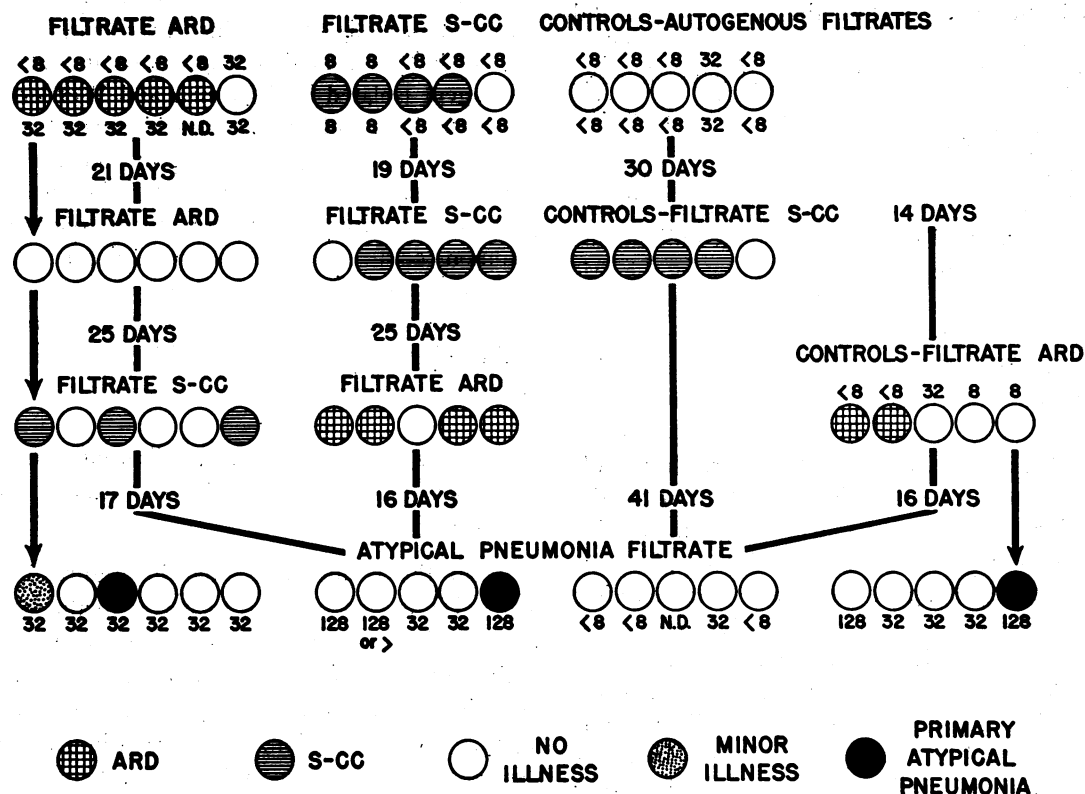 FILTRATE ARD FILTRATE S-CC CONTROLS-AUTOGENOUS FILTRATES
<8 <8 <8 <8 <8 32 8 8 <8 <8 <8 <8 <8 <8 32 <8
32 32 32 32 N.D. 32 8 8 <8 <8 <8 <8 <8 <8 32 <8
21 DAYS 19 DAYS 30 DAYS
FILTRATE ARD FILTRATE S-CC CONTROLS-FILTRATE S-CC 14 DAYS
25 DAYS 25 DAYS
CONTROLS-FILTRATE ARD
FILTRATE S-CC FILTRATE ARD
<8 <8 32 8 8
17 DAYS 16 DAYS 41 DAYS 16 DAYS
ATYPICAL PNEUMONIA FILTRATE
32 32 32 32 32 32 128 128 32 32 128 <8 <8 N.D. 32 <8 128 32 32 32 128
or >
ARD S-CC NO ILLNESS MINOR ILLNESS PRIMARY ATYPICAL PNEUMONIA